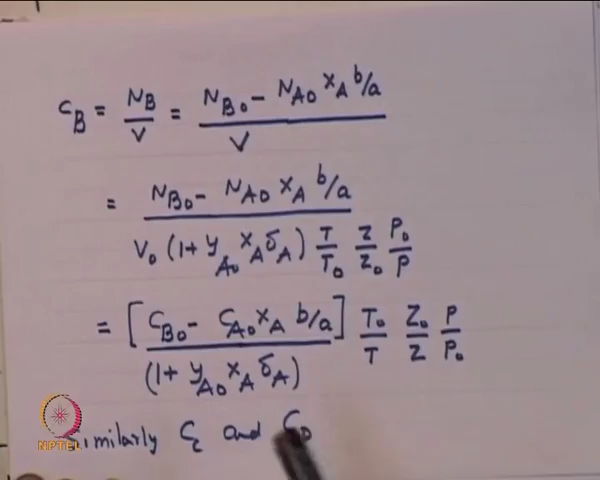 C_B = N_B/V = (N_B0 - N_A0 x_A b/a)/V
= (N_B0 - N_A0 x_A b/a)/(V_0 (1 + y_A0 x_A δ_A) T/T_0 Z/Z_0 P_0/P)
= [(C_B0 - C_A0 x_A b/a)/(1 + y_A0 x_A δ_A)] T_0/T Z_0/Z P/P_0
Similarly C_C and C_D
NPTEL